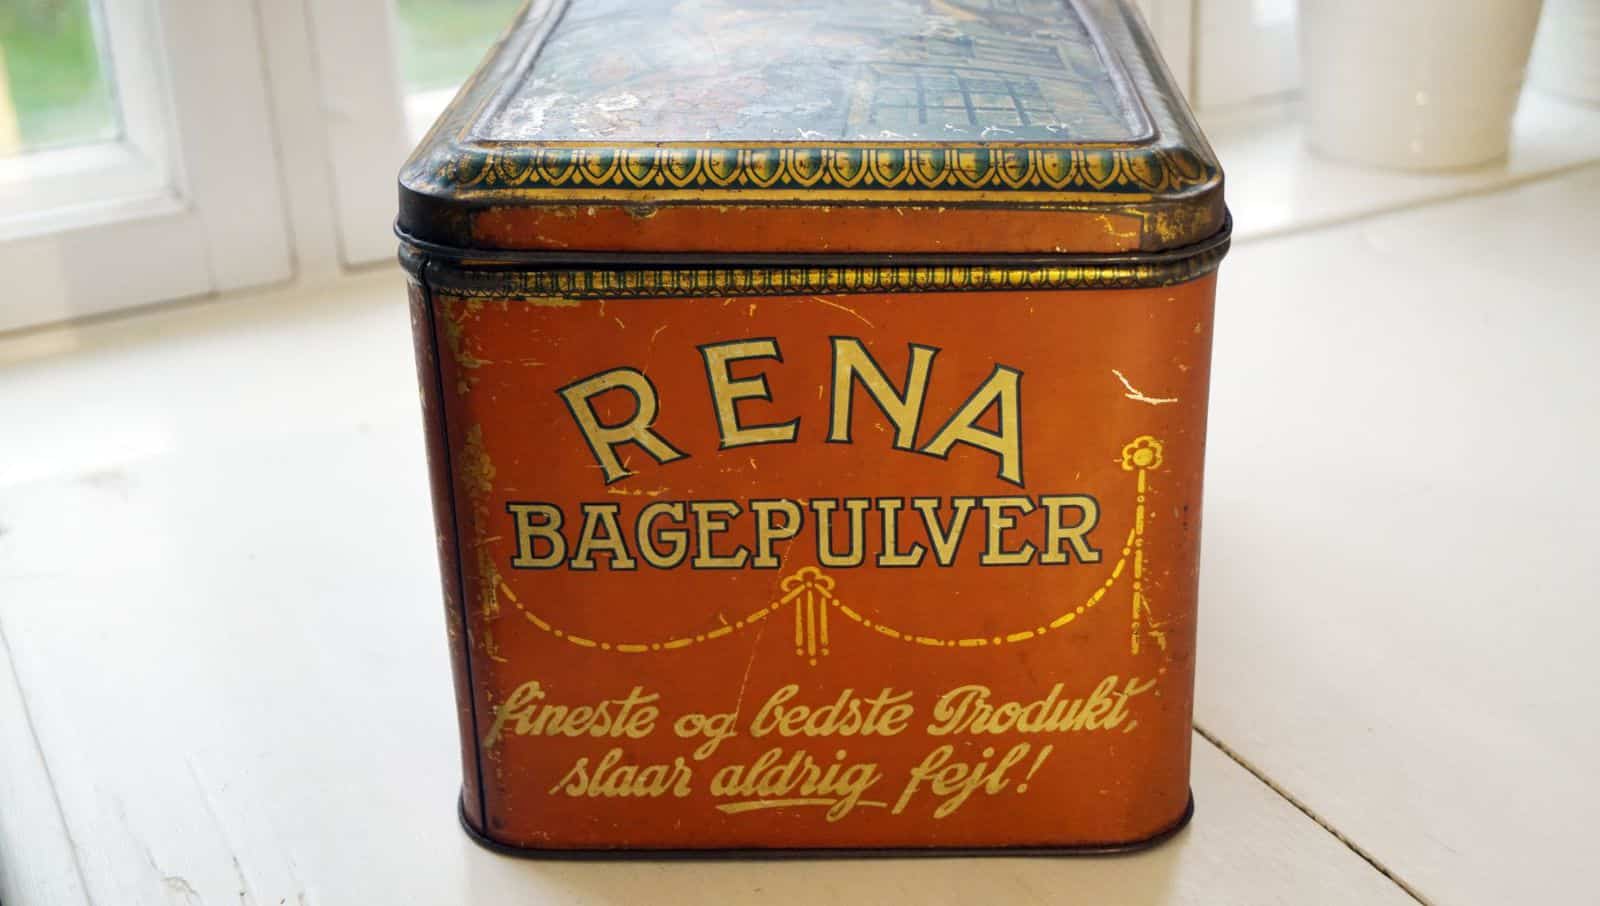 RENA
BAGEPULVER
fineste og bedste Produkt,
slaar aldrig fejl!